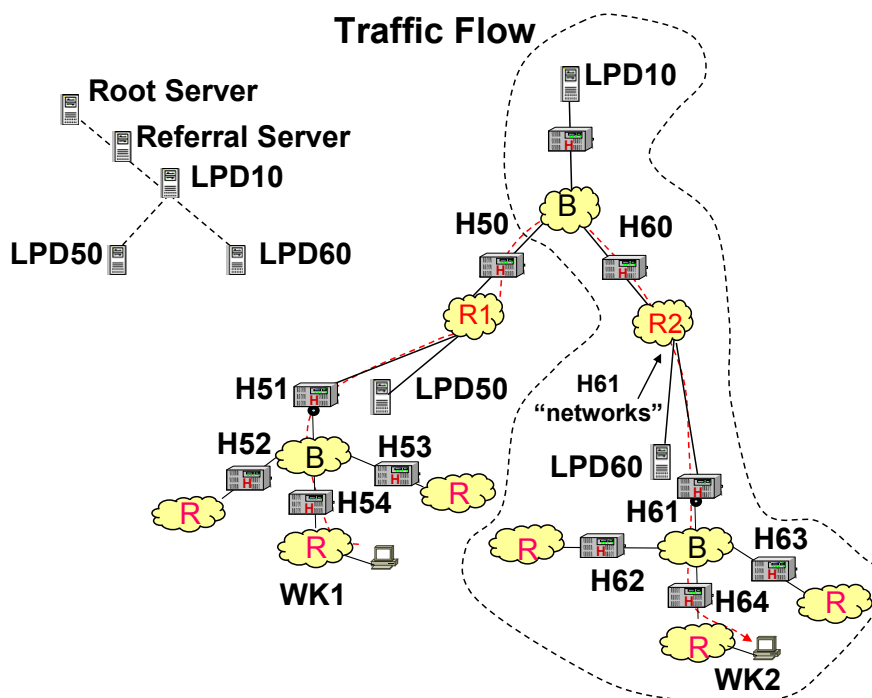 Traffic Flow
LPD10
Root Server
Referral Server
LPD10
LPD50
LPD60
H
B
H50
H60
H
H
R1
R2
H51
H
LPD50
H61
“networks”
H52
H53
LPD60
H
H61
H
B
H
H54
H
R
R
R
WK1
R
H
B
H63
H
H62
H
H64
R
R
WK2